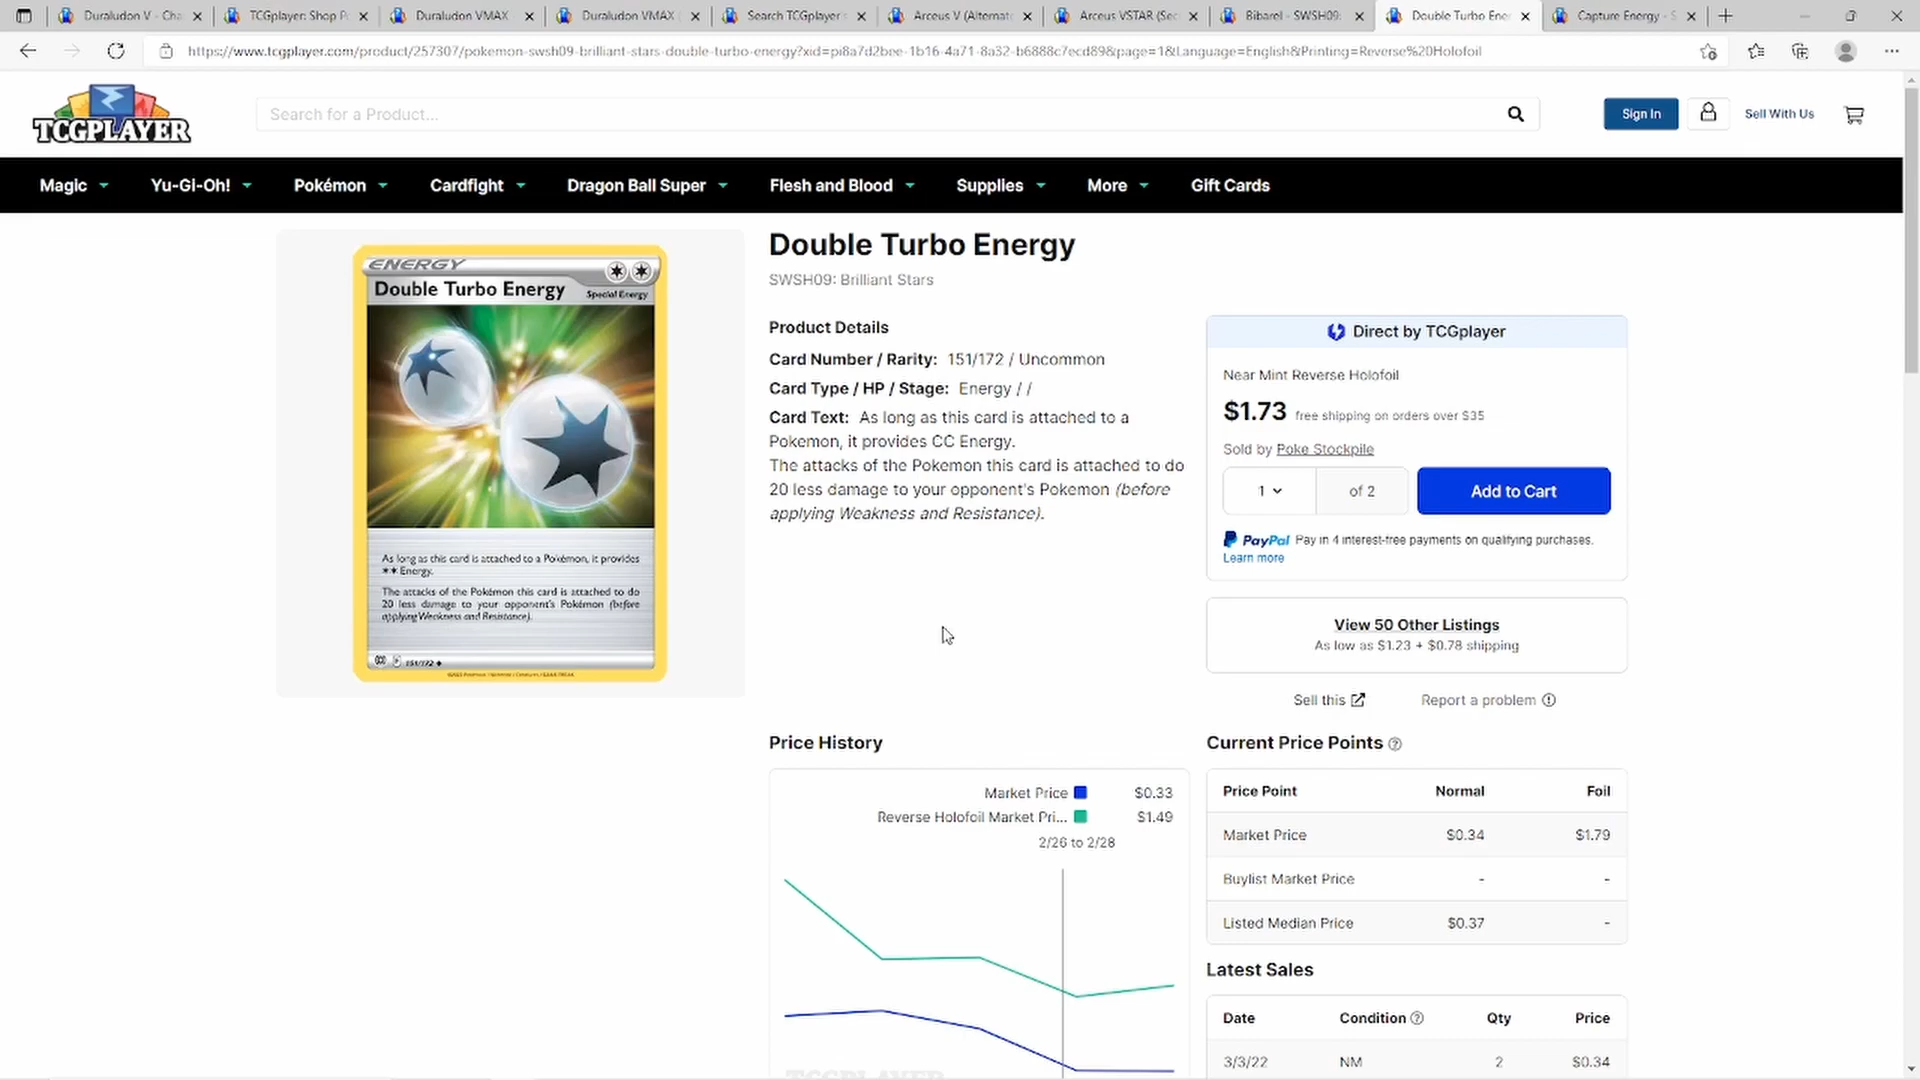 Duraludon V - Cha
TCGplayer: Shop P
Duraludon VMAX
Duraludon VMAX
Search TCGplayer's
Arceus V (Alternat
Arceus VSTAR (Sec
Bibarel - SWSH09:
Double Turbo Ene
Capture Energy - S
https://www.tcgplayer.com/product/257307/pokemon-swsh09-brilliant-stars-double-turbo-energy?xid=pi8a7d2bee-1b16-4a71-8a32-b6888c7ecd89&page=1&Language=English&Printing=Reverse%20Holofoil
TCGPLAYER
Search for a Product...
Sign In
Sell With Us
Magic Yu-Gi-Oh! Pokémon Cardfight Dragon Ball Super Flesh and Blood Supplies More Gift Cards
ENERGY
Double Turbo Energy
Special Energy
As long as this card is attached to a Pokémon, it provides
Energy.
The attacks of the Pokémon this card is attached to do
20 less damage to your opponent's Pokémon (before
applying Weakness and Resistance).
151/172
Double Turbo Energy
SWSH09: Brilliant Stars
Product Details
Card Number / Rarity: 151/172 / Uncommon
Card Type / HP / Stage: Energy / /
Card Text: As long as this card is attached to a
Pokemon, it provides CC Energy.
The attacks of the Pokemon this card is attached to do
20 less damage to your opponent's Pokemon (before
applying Weakness and Resistance).
Direct by TCGplayer
Near Mint Reverse Holofoil
$1.73 free shipping on orders over $35
Sold by Poke Stockpile
1 of 2 Add to Cart
PayPal Pay in 4 interest-free payments on qualifying purchases.
Learn more
View 50 Other Listings
As low as $1.23 + $0.78 shipping
Sell this
Report a problem
Price History
Market Price $0.33
Reverse Holofoil Market Pri... $1.49
2/26 to 2/28
TCGPLAYER
Current Price Points
Price Point Normal Foil
Market Price $0.34 $1.79
Buylist Market Price - -
Listed Median Price $0.37 -
Latest Sales
Date Condition Qty Price
3/3/22 NM 2 $0.34